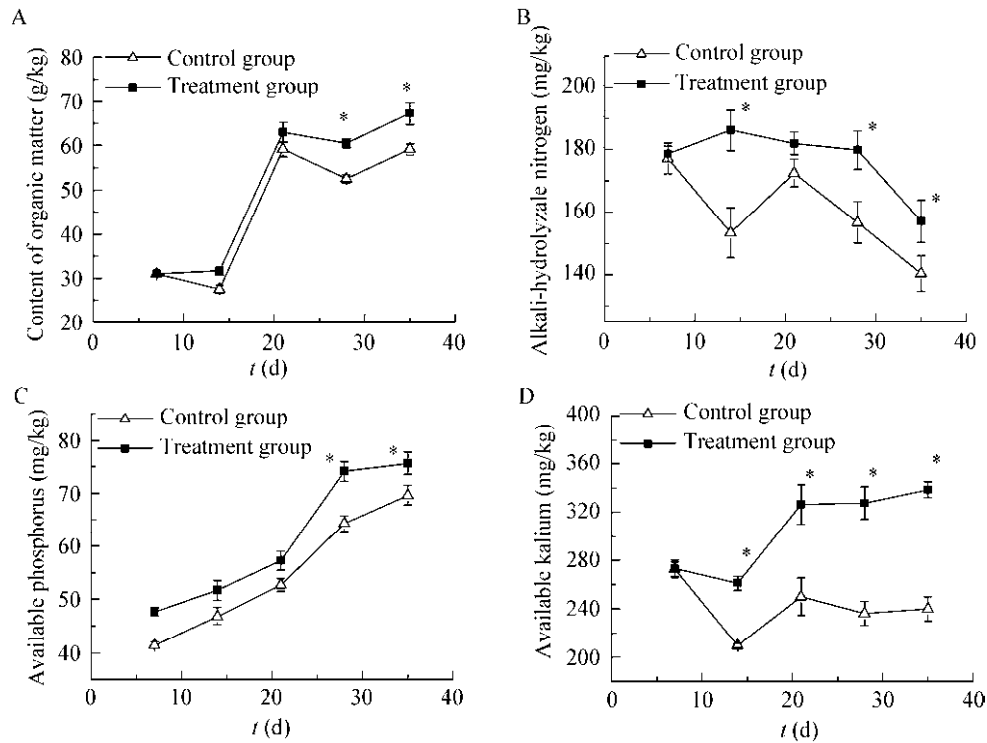 A
Content of organic matter (g/kg)
80
70
60
50
40
30
20
Control group
Treatment group
*
*
0
10
20
30
40
t (d)
B
Alkali-hydrolyzale nitrogen (mg/kg)
200
180
160
140
Control group
Treatment group
*
*
*
0
10
20
30
40
t (d)
C
Available phosphorus (mg/kg)
80
70
60
50
40
Control group
Treatment group
*
*
0
10
20
30
40
t (d)
D
Available kalium (mg/kg)
400
360
320
280
240
200
Control group
Treatment group
*
*
*
*
0
10
20
30
40
t (d)